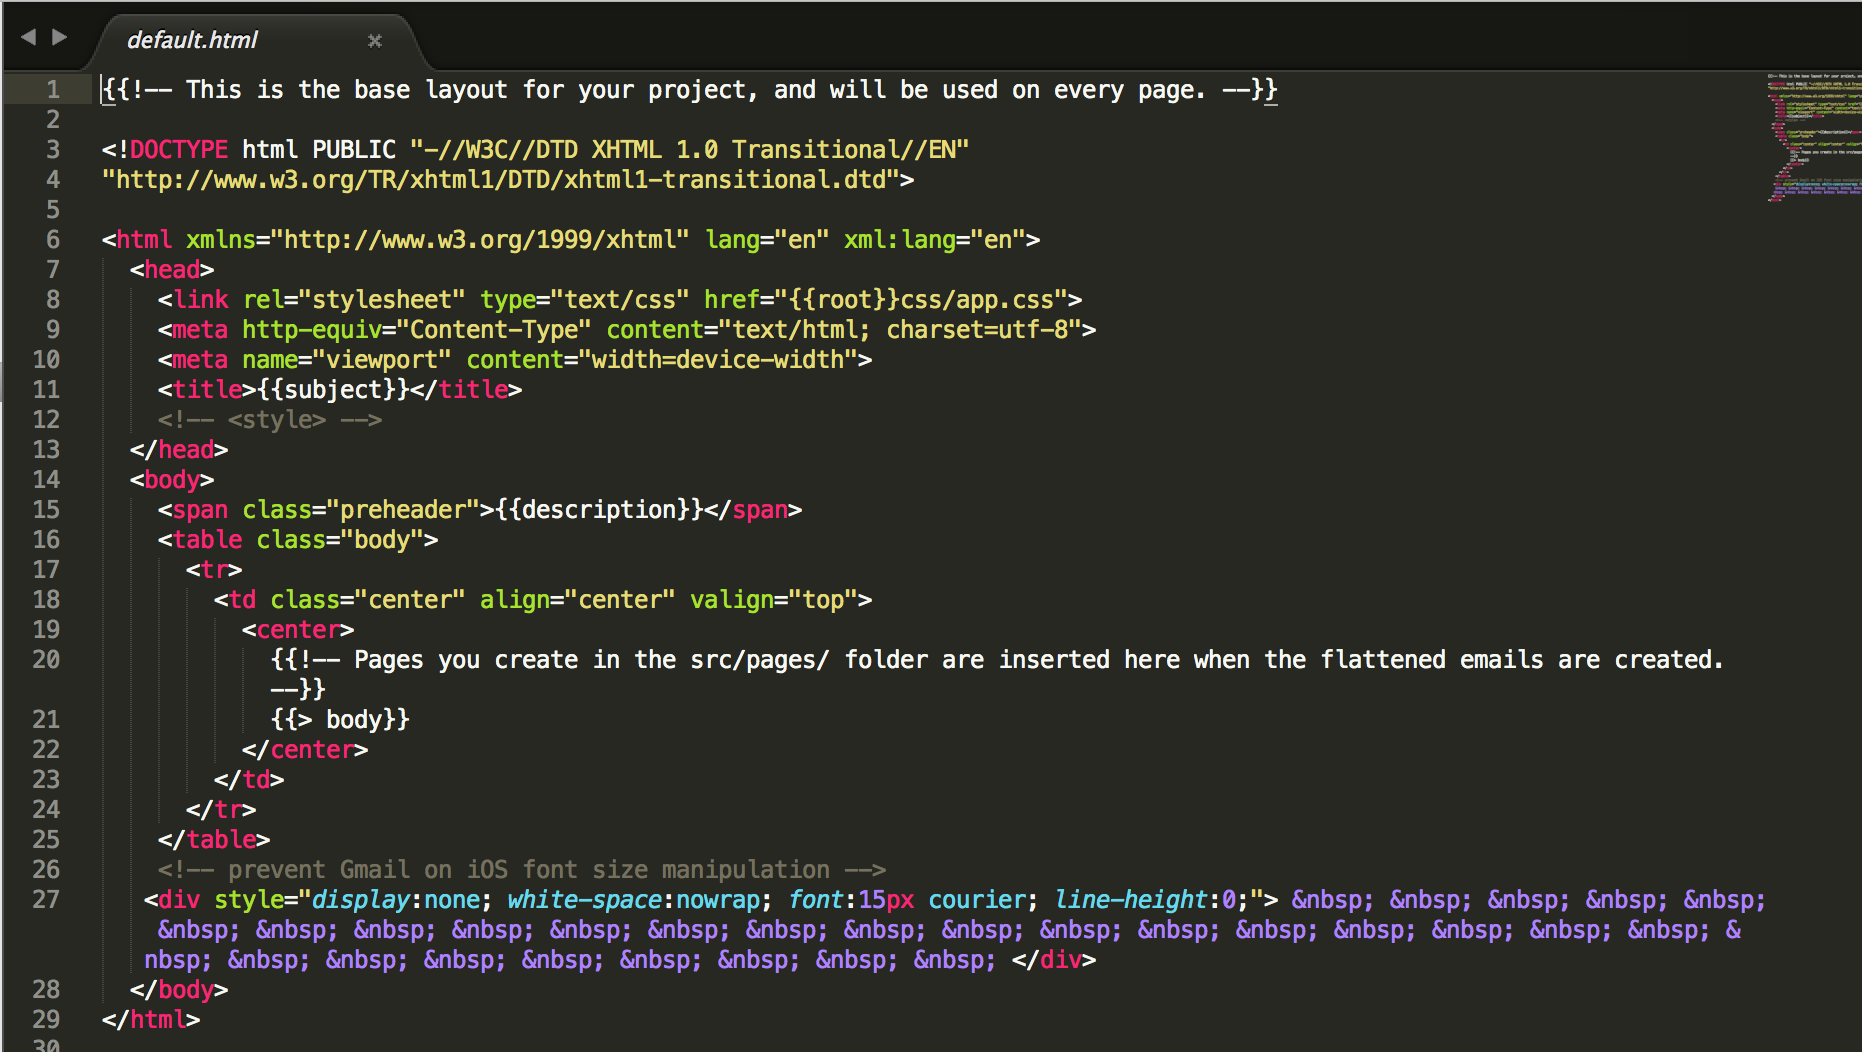 default.html
1 {{!-- This is the base layout for your project, and will be used on every page. --}}
2
3 <!DOCTYPE html PUBLIC "-//W3C//DTD XHTML 1.0 Transitional//EN"
4 "http://www.w3.org/TR/xhtml1/DTD/xhtml1-transitional.dtd">
5
6 <html xmlns="http://www.w3.org/1999/xhtml" lang="en" xml:lang="en">
7   <head>
8     <link rel="stylesheet" type="text/css" href="{{root}}css/app.css">
9     <meta http-equiv="Content-Type" content="text/html; charset=utf-8">
10     <meta name="viewport" content="width=device-width">
11     <title>{{subject}}</title>
12     <!-- <style> -->
13   </head>
14   <body>
15     <span class="preheader">{{description}}</span>
16     <table class="body">
17       <tr>
18         <td class="center" align="center" valign="top">
19           <center>
20             {{!-- Pages you create in the src/pages/ folder are inserted here when the flattened emails are created.
--}}
21             {{> body}}
22           </center>
23         </td>
24       </tr>
25     </table>
26     <!-- prevent Gmail on iOS font size manipulation -->
27    <div style="display:none; white-space:nowrap; font:15px courier; line-height:0;"> &nbsp; &nbsp; &nbsp; &nbsp; &nbsp;
&nbsp; &nbsp; &nbsp; &nbsp; &nbsp; &nbsp; &nbsp; &nbsp; &nbsp; &nbsp; &nbsp; &nbsp; &nbsp; &nbsp; &nbsp; &nbsp; &
nbsp; &nbsp; &nbsp; &nbsp; &nbsp; &nbsp; &nbsp; &nbsp; &nbsp; </div>
28   </body>
29 </html>
30